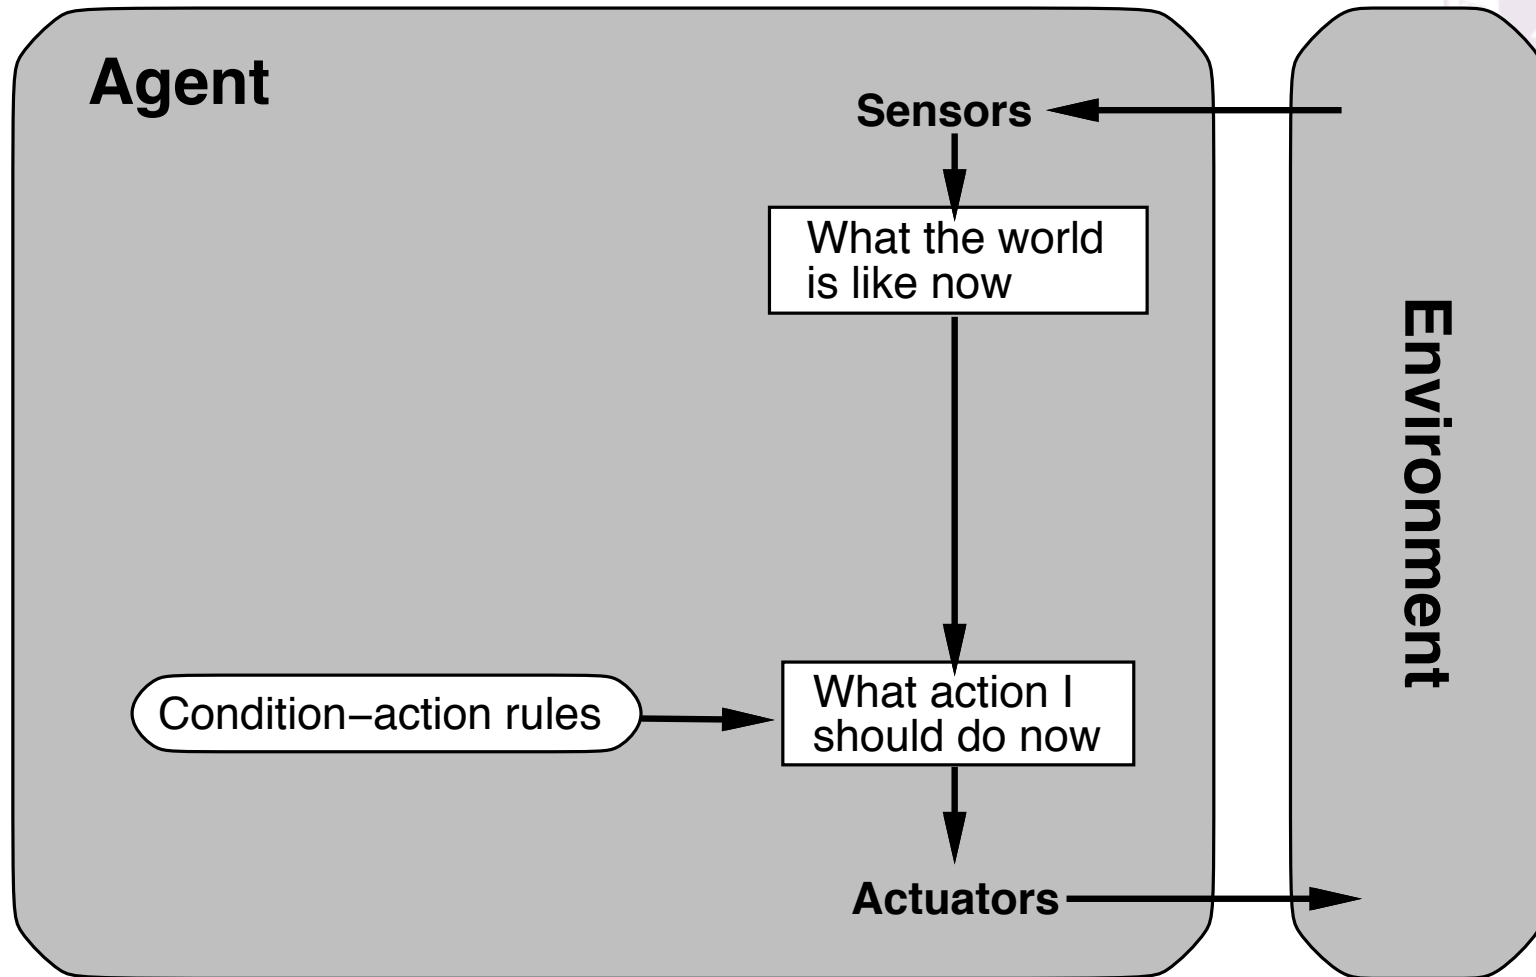 Agent
Sensors
What the world
is like now
Environment
Condition–action rules
What action I
should do now
Actuators